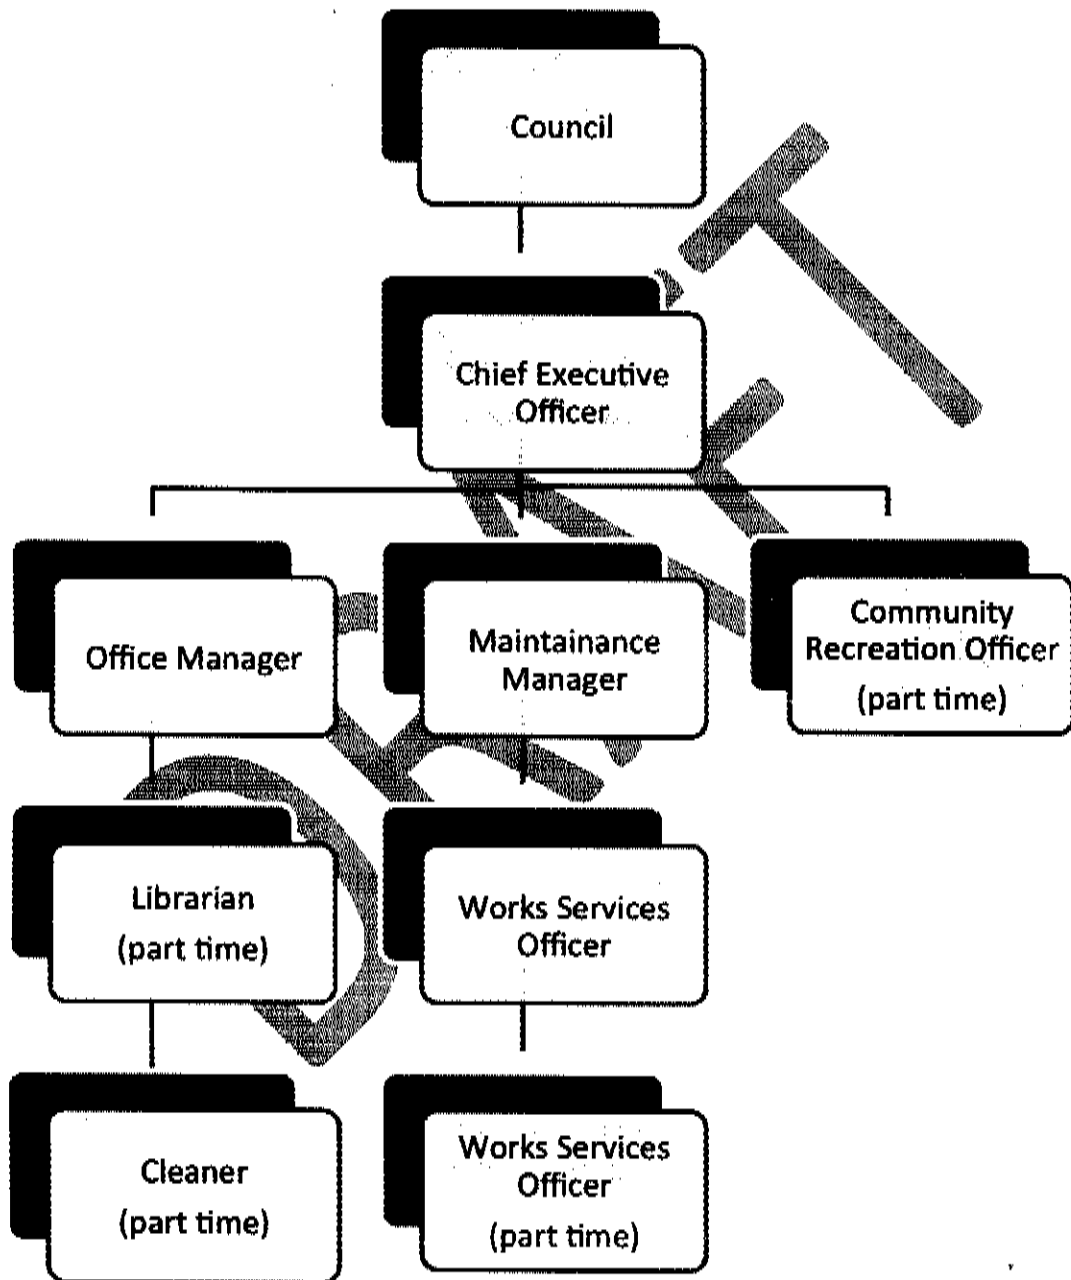 Council
Chief Executive
Officer
Office Manager
Maintainance
Manager
Community
Recreation Officer
(part time)
Librarian
(part time)
Works Services
Officer
Cleaner
(part time)
Works Services
Officer
(part time)
DRAFT